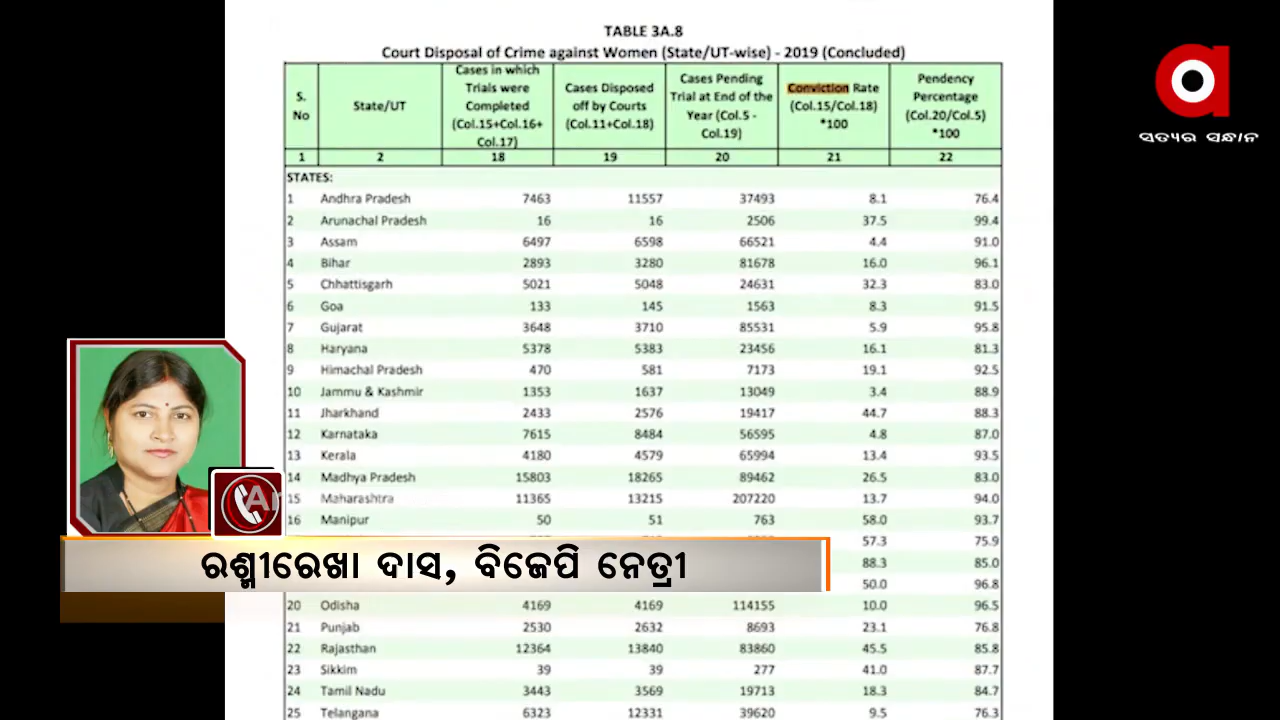 TABLE 3A.8
Court Disposal of Crime against Women (State/UT-wise) - 2019 (Concluded)
S. No | State/UT | Cases in which Trials were Completed (Col.15+Col.16+ Col.17) | Cases Disposed off by Courts (Col.11+Col.18) | Cases Pending Trial at End of the Year (Col.5 - Col.19) | Conviction Rate (Col.15/Col.18) *100 | Pendency Percentage (Col.20/Col.5) *100
1 2 18 19 20 21 22
STATES:
1 Andhra Pradesh 7463 11557 37493 8.1 76.4
2 Arunachal Pradesh 16 16 2506 37.5 99.4
3 Assam 6497 6598 66521 4.4 91.0
4 Bihar 2893 3280 81678 16.0 96.1
5 Chhattisgarh 5021 5048 24631 32.3 83.0
6 Goa 133 145 1563 8.3 91.5
7 Gujarat 3648 3710 85531 5.9 95.8
8 Haryana 5378 5383 23456 16.1 81.3
9 Himachal Pradesh 470 581 7173 19.1 92.5
10 Jammu & Kashmir 1353 1637 13049 3.4 88.9
11 Jharkhand 2433 2576 19417 44.7 88.3
12 Karnataka 7615 8484 56595 4.8 87.0
13 Kerala 4180 4579 65994 13.4 93.5
14 Madhya Pradesh 15803 18265 89462 26.5 83.0
15 Maharashtra 11365 13215 207220 13.7 94.0
16 Manipur 50 51 763 58.0 93.7
57.3 75.9
88.3 85.0
50.0 96.8
20 Odisha 4169 4169 114155 10.0 96.5
21 Punjab 2530 2632 8693 23.1 76.8
22 Rajasthan 12364 13840 83860 45.5 85.8
23 Sikkim 39 39 277 41.0 87.7
24 Tamil Nadu 3443 3569 19713 18.3 84.7
25 Telangana 6323 12331 39620 9.5 76.3
ରଶ୍ମୀରେଖା ଦାସ, ବିଜେପି ନେତ୍ରୀ
ସତ୍ୟର ସନ୍ଧାନ